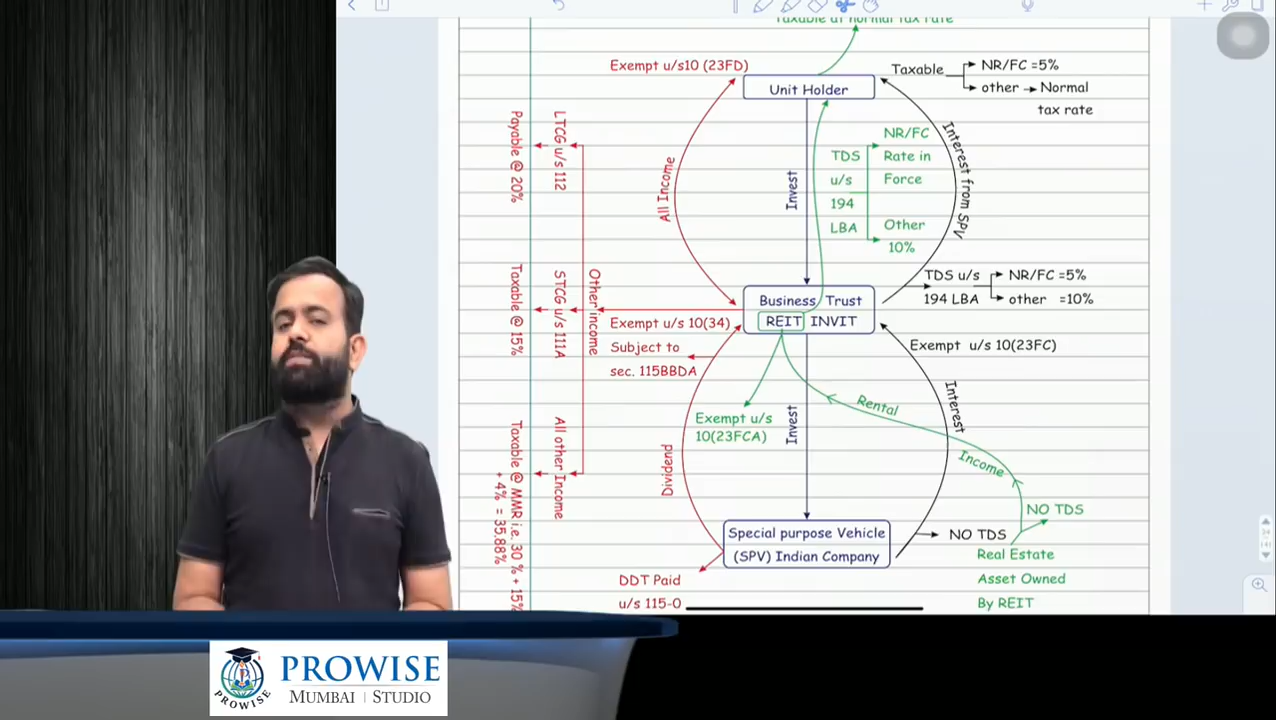 Taxable at normal tax rate
Exempt u/s10 (23FD)
Unit Holder
Taxable
NR/FC =5%
other → Normal
tax rate
LTCG u/s 112
Payable @ 20%
All Income
Invest
TDS
u/s
194
LBA
NR/FC
Rate in
Force
Other
10%
Interest from SPV
Business Trust
REIT INVIT
TDS u/s
194 LBA
NR/FC =5%
other =10%
Other income
STCG u/s 111A
Taxable @ 15%
Exempt u/s 10(34)
Subject to
sec. 115BBDA
Exempt u/s 10(23FC)
Exempt u/s
10(23FCA)
Invest
Rental
Income
Interest
Dividend
All other Income
Taxable @ MMR i.e. 30 % + 15%
+ 4% = 35.88%
Special purpose Vehicle
(SPV) Indian Company
NO TDS
NO TDS
Real Estate
Asset Owned
By REIT
DDT Paid
u/s 115-O
PROWISE
PROWISE
MUMBAI | STUDIO